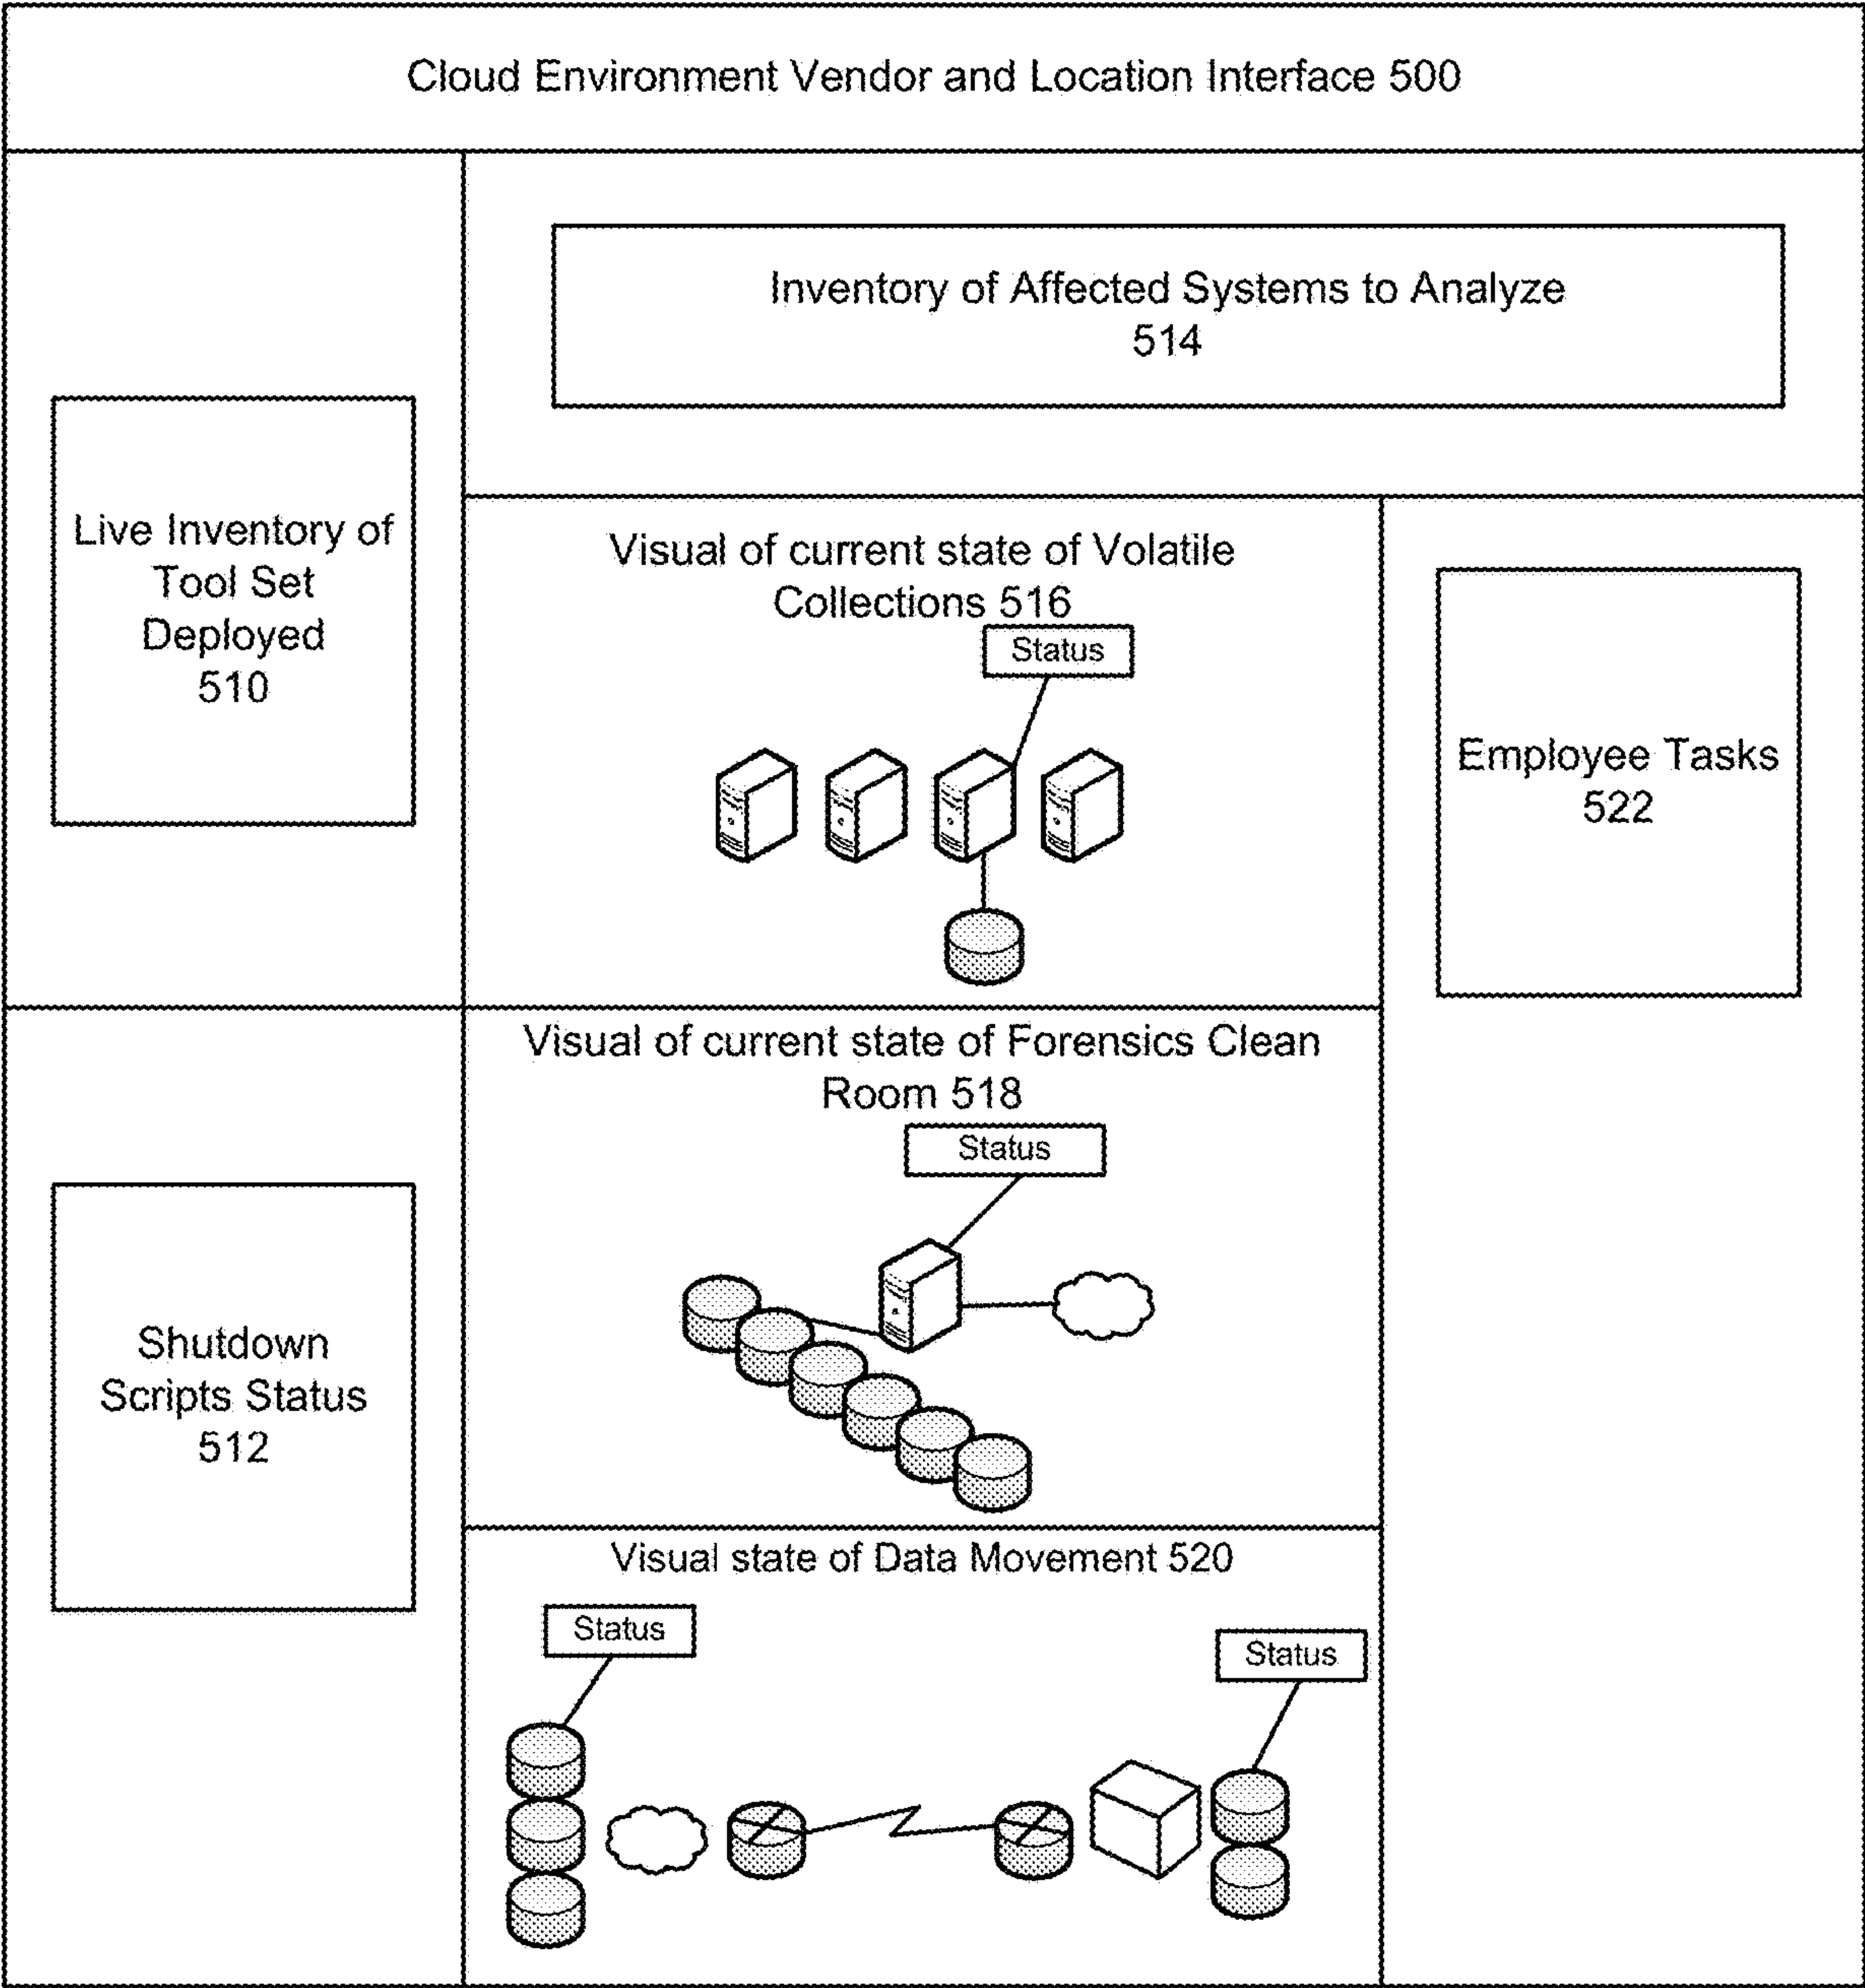 Cloud Environment Vendor and Location Interface 500
Inventory of Affected Systems to Analyze
514
Live Inventory of
Tool Set
Deployed
510
Visual of current state of Volatile
Collections 516
Status
Employee Tasks
522
Visual of current state of Forensics Clean
Room 518
Status
Shutdown
Scripts Status
512
Visual state of Data Movement 520
Status
Status